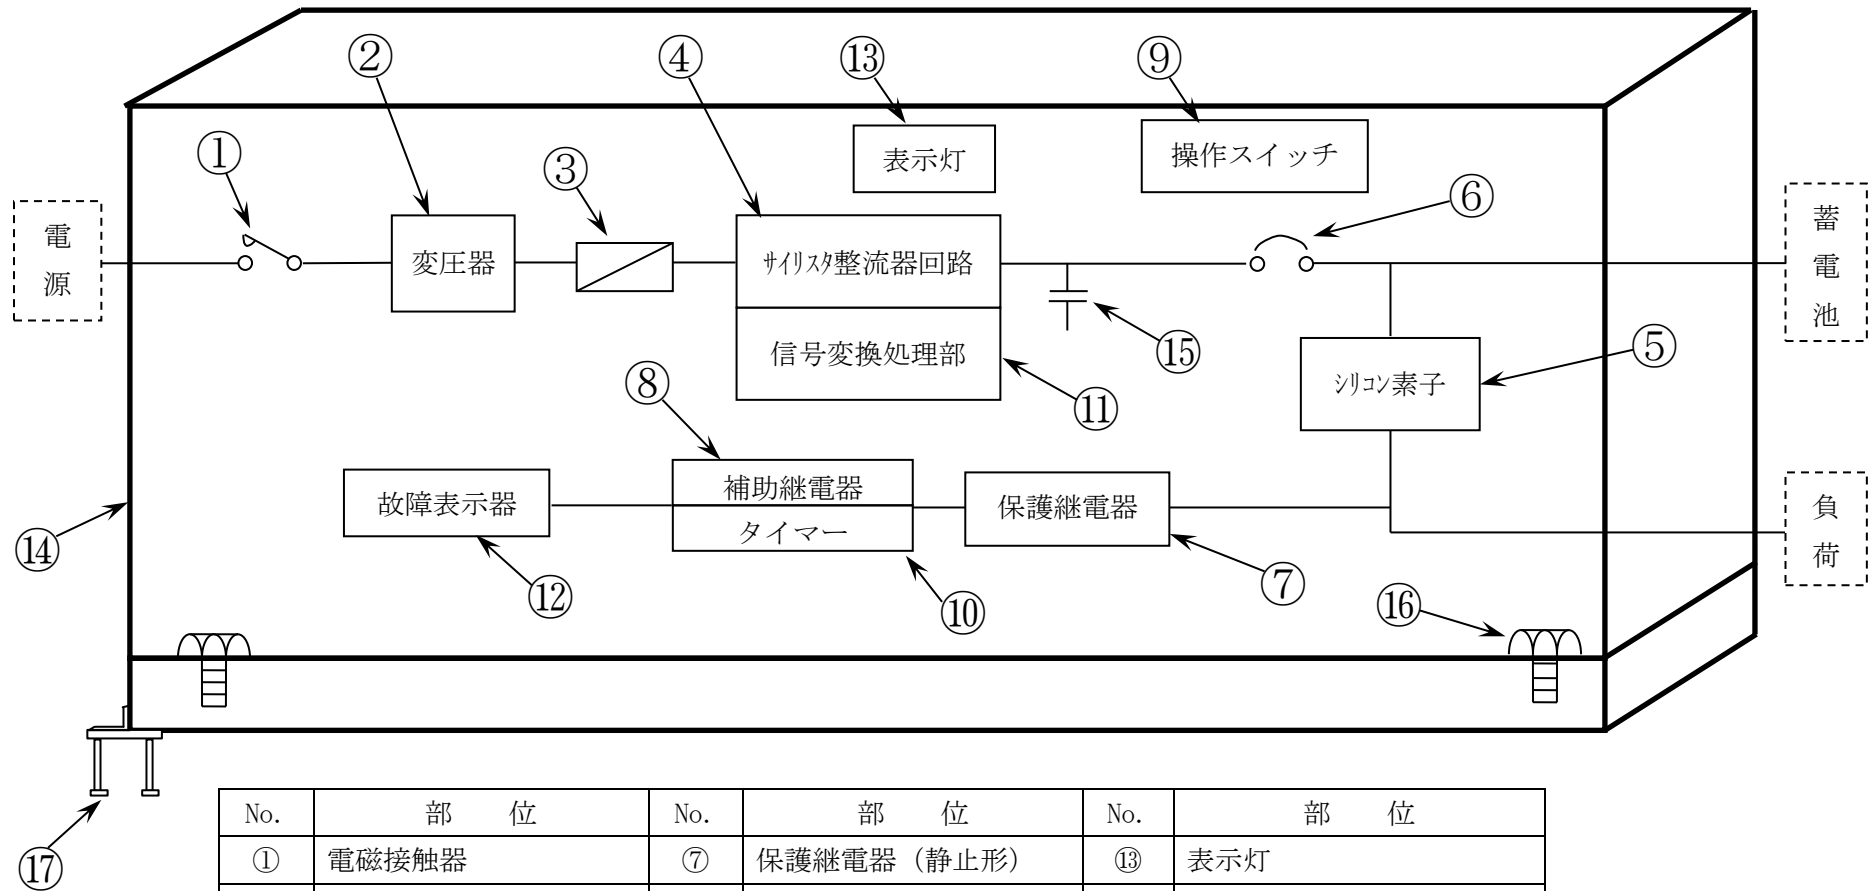 ② ④ ⑬ ⑨
① ③ 表示灯 操作スイッチ ⑥
電源
変圧器
サイリスタ整流器回路
信号変換処理部
蓄電池
⑮
⑤
シリコン素子
⑧ ⑪
補助継電器
タイマー
故障表示器
保護継電器
負荷
⑭
⑫ ⑩ ⑦ ⑯
⑰
No. 部位 No. 部位 No. 部位
① 電磁接触器 ⑦ 保護継電器（静止形） ⑬ 表示灯